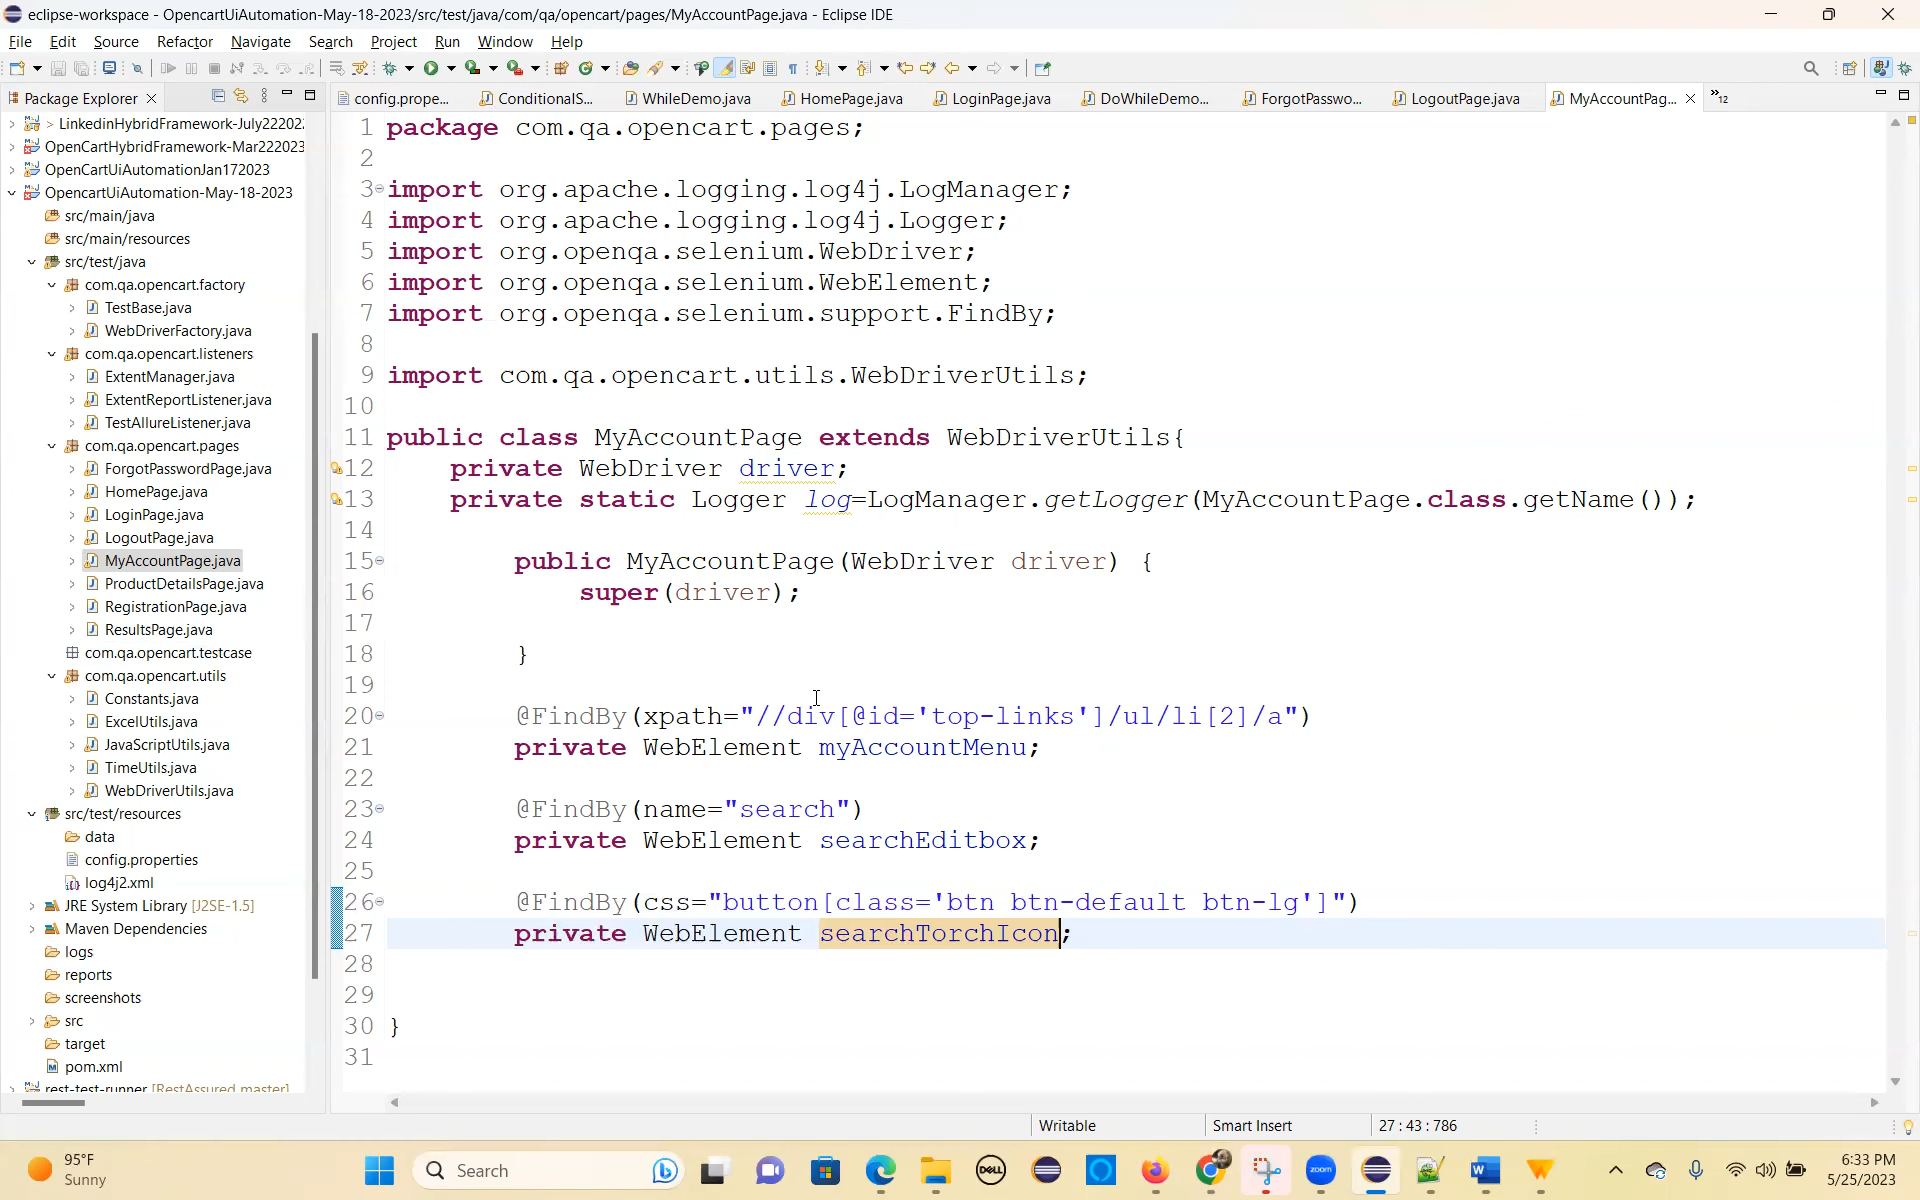 eclipse-workspace - OpencartUiAutomation-May-18-2023/src/test/java/com/qa/opencart/pages/MyAccountPage.java - Eclipse IDE
File Edit Source Refactor Navigate Search Project Run Window Help
Package Explorer
config.prope...
ConditionalS...
WhileDemo.java
HomePage.java
LoginPage.java
DoWhileDemo...
ForgotPasswo...
LogoutPage.java
MyAccountPag...
»12
> LinkedinHybridFramework-July22202
OpenCartHybridFramework-Mar222023
OpenCartUiAutomationJan172023
OpencartUiAutomation-May-18-2023
src/main/java
src/main/resources
src/test/java
com.qa.opencart.factory
TestBase.java
WebDriverFactory.java
com.qa.opencart.listeners
ExtentManager.java
ExtentReportListener.java
TestAllureListener.java
com.qa.opencart.pages
ForgotPasswordPage.java
HomePage.java
LoginPage.java
LogoutPage.java
MyAccountPage.java
ProductDetailsPage.java
RegistrationPage.java
ResultsPage.java
com.qa.opencart.testcase
com.qa.opencart.utils
Constants.java
ExcelUtils.java
JavaScriptUtils.java
TimeUtils.java
WebDriverUtils.java
src/test/resources
data
config.properties
log4j2.xml
JRE System Library [J2SE-1.5]
Maven Dependencies
logs
reports
screenshots
src
target
pom.xml
rest-test-runner [RestAssured master]
1 package com.qa.opencart.pages;
2
3 import org.apache.logging.log4j.LogManager;
4 import org.apache.logging.log4j.Logger;
5 import org.openqa.selenium.WebDriver;
6 import org.openqa.selenium.WebElement;
7 import org.openqa.selenium.support.FindBy;
8
9 import com.qa.opencart.utils.WebDriverUtils;
10
11 public class MyAccountPage extends WebDriverUtils{
12 private WebDriver driver;
13 private static Logger log=LogManager.getLogger(MyAccountPage.class.getName());
14
15 public MyAccountPage(WebDriver driver) {
16 super(driver);
17
18 }
19
20 @FindBy(xpath="//div[@id='top-links']/ul/li[2]/a")
21 private WebElement myAccountMenu;
22
23 @FindBy(name="search")
24 private WebElement searchEditbox;
25
26 @FindBy(css="button[class='btn btn-default btn-lg']")
27 private WebElement searchTorchIcon;
28
29
30 }
31
Writable
Smart Insert
27 : 43 : 786
95°F
Sunny
Search
DELL
zoom
6:33 PM
5/25/2023